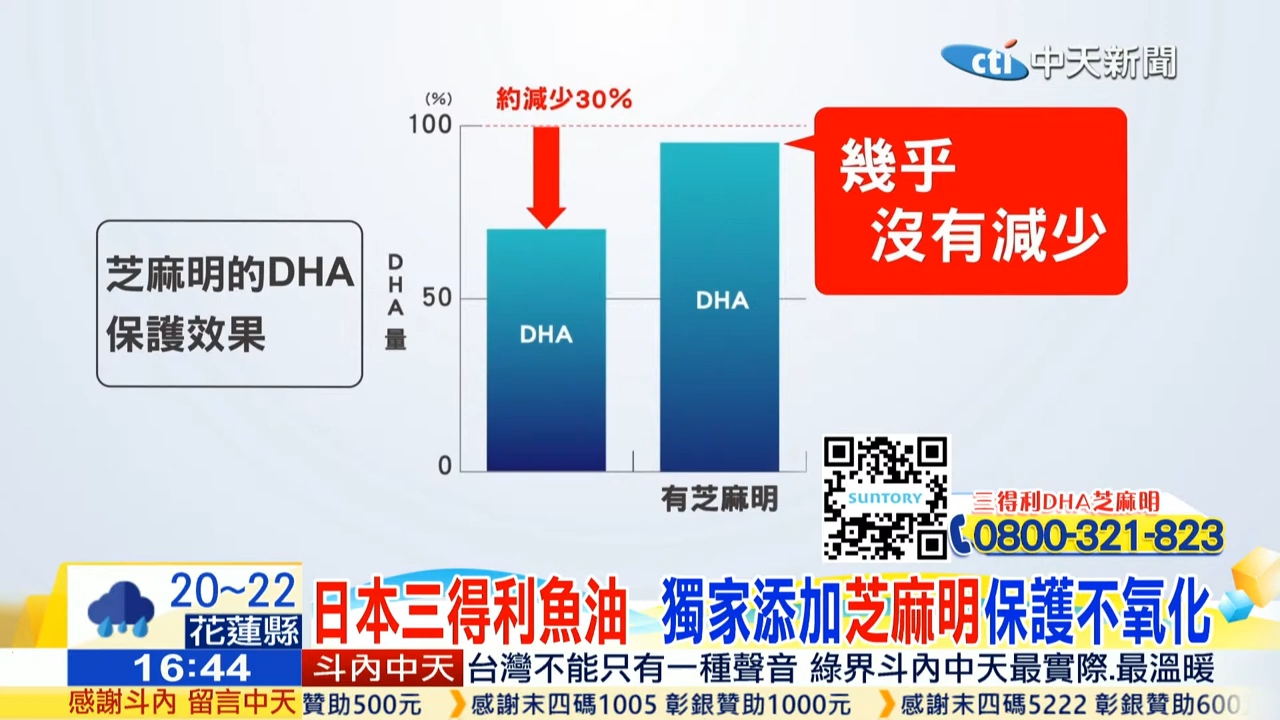 cti 中天新聞
(%)
約減少30%
100
幾乎
沒有減少
芝麻明的DHA
保護效果
DHA量
50
DHA
DHA
0
有芝麻明
SUNTORY
三得利DHA芝麻明
0800-321-823
20~22
花蓮縣
日本三得利魚油 獨家添加芝麻明保護不氧化
16:44
斗內中天 台灣不能只有一種聲音 綠界斗內中天最實際.最溫暖
感謝斗內 留言中天 贊助500元 感謝末四碼1005 彰銀贊助1000元 感謝末四碼5222 彰銀贊助600